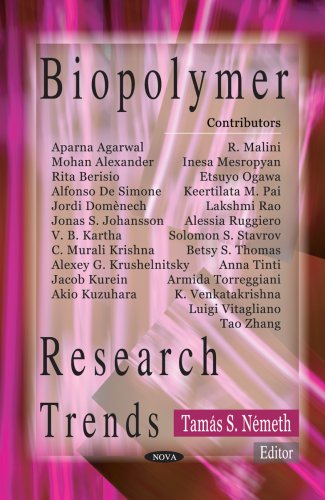 Biopolymer
Contributors
Aparna Agarwal
Mohan Alexander
Rita Berisio
Alfonso De Simone
Jordi Domènech
Jonas S. Johansson
V. B. Kartha
C. Murali Krishna
Alexey G. Krushelnitsky
Jacob Kurein
Akio Kuzuhara
R. Malini
Inesa Mesropyan
Etsuyo Ogawa
Keertilata M. Pai
Lakshmi Rao
Alessia Ruggiero
Solomon S. Stavrov
Betsy S. Thomas
Anna Tinti
Armida Torreggiani
K. Venkatakrishna
Luigi Vitagliano
Tao Zhang
Research
Trends
Tamás S. Németh
Editor
NOVA